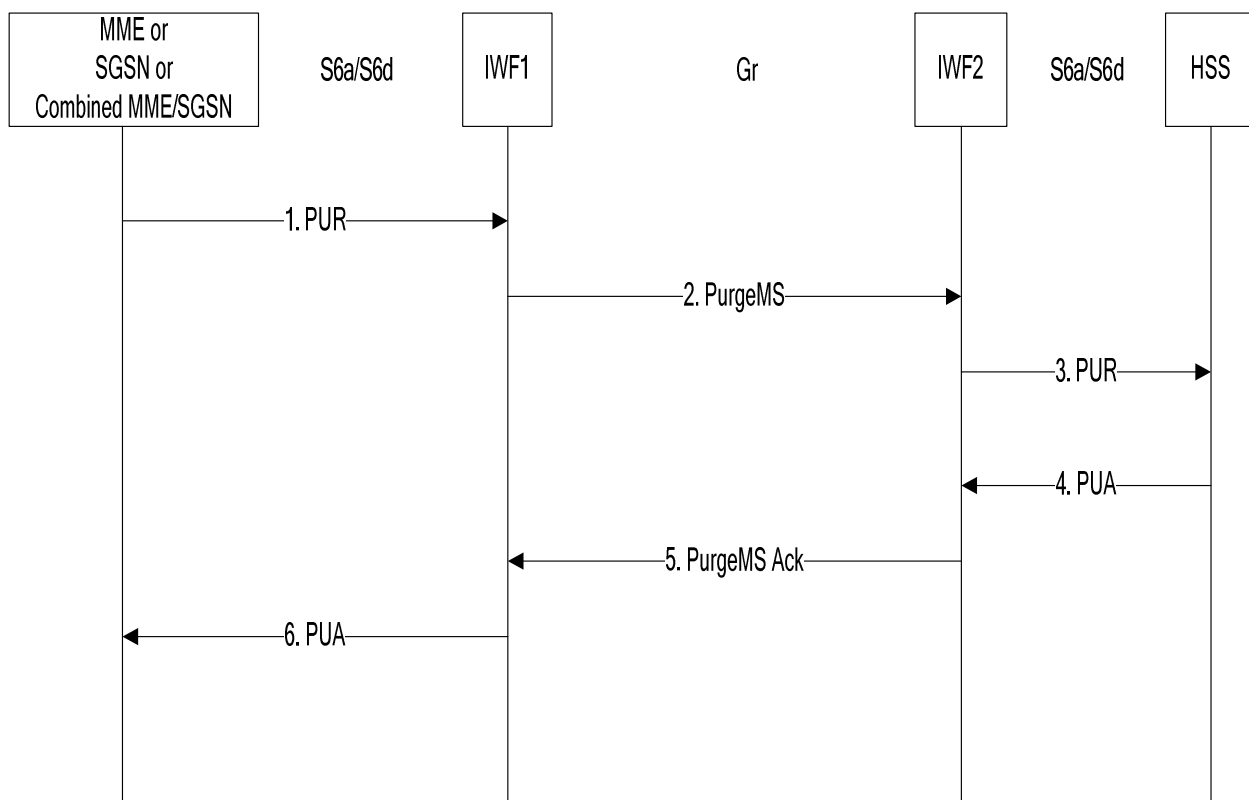 MME or
SGSN or
Combined MME/SGSN
S6a/S6d
IWF1
Gr
IWF2
S6a/S6d
HSS
1. PUR
2. PurgeMS
3. PUR
4. PUA
5. PurgeMS Ack
6. PUA